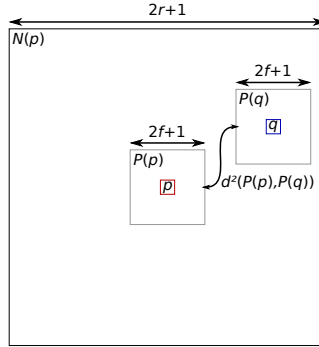 2r+1
N(p)
2f+1
P(q)
q
2f+1
P(p)
p
d²(P(p),P(q))